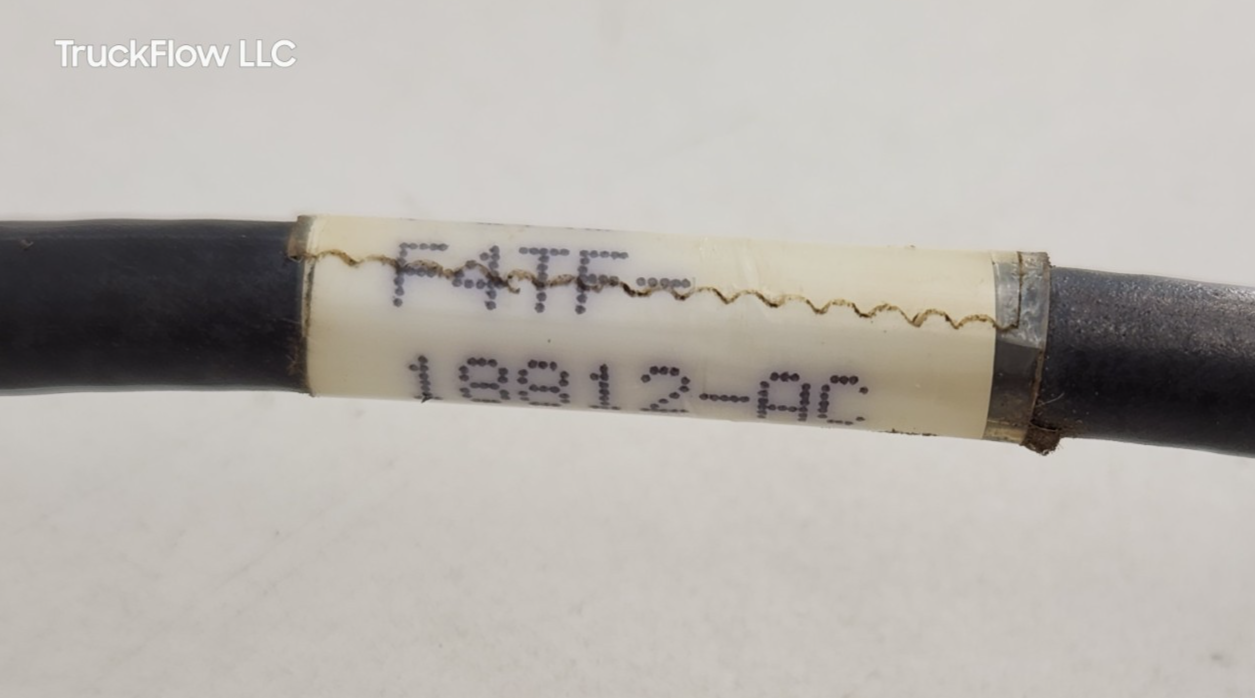 TruckFlow LLC
F4TF-
18812-AC